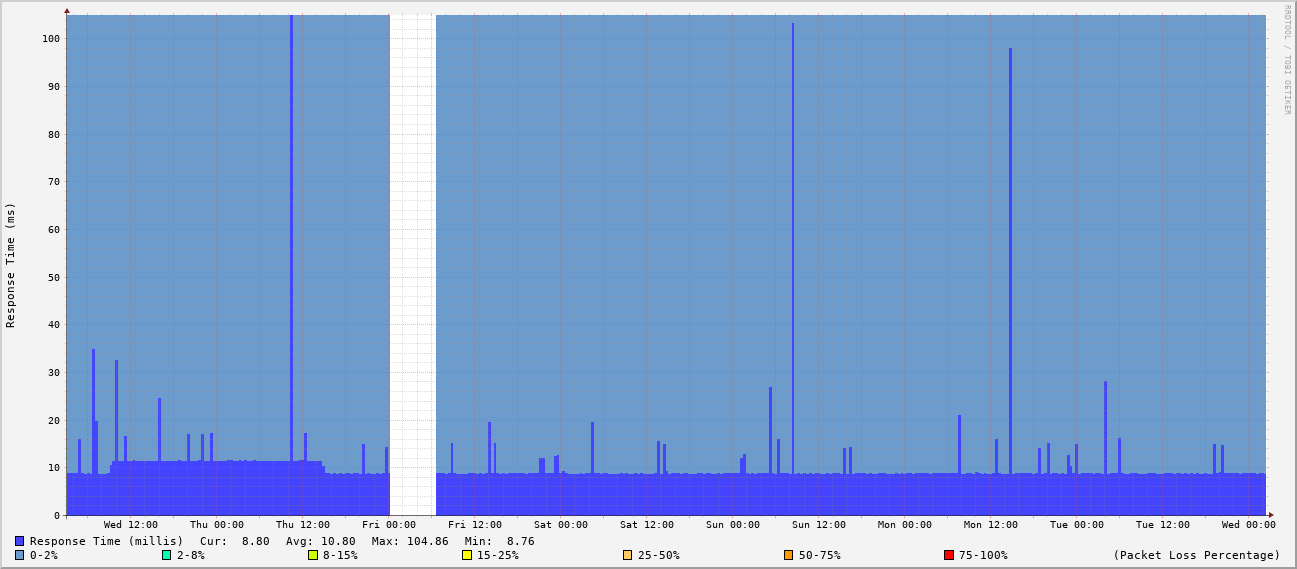 RRDTOOL / TOBI OETIKER
Response Time (ms)
100
90
80
70
60
50
40
30
20
10
0
Wed 12:00 Thu 00:00 Thu 12:00 Fri 00:00 Fri 12:00 Sat 00:00 Sat 12:00 Sun 00:00 Sun 12:00 Mon 00:00 Mon 12:00 Tue 00:00 Tue 12:00 Wed 00:00
Response Time (millis) Cur: 8.80 Avg: 10.80 Max: 104.86 Min: 8.76
0-2% 2-8% 8-15% 15-25% 25-50% 50-75% 75-100% (Packet Loss Percentage)